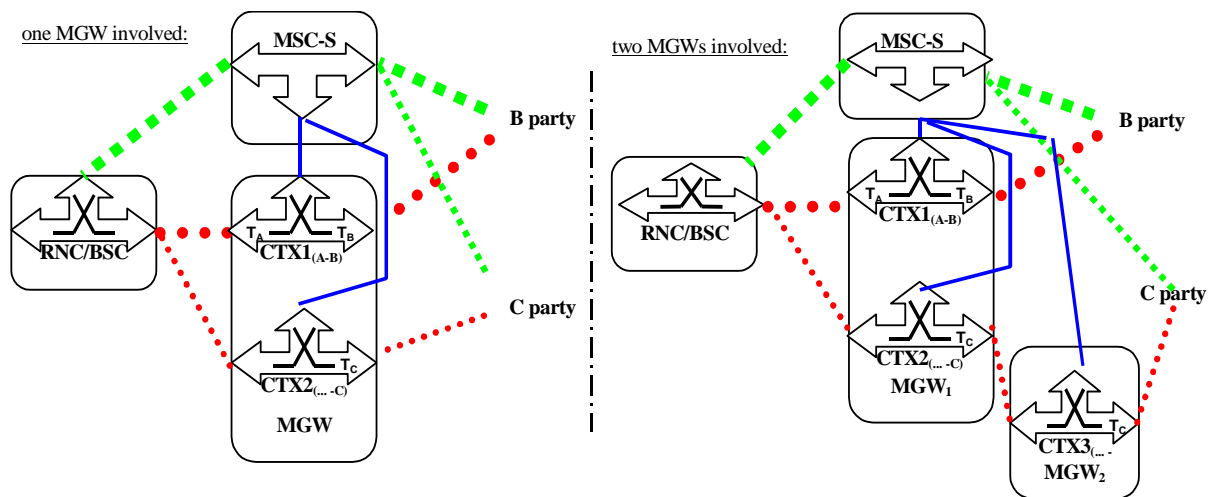 one MGW involved:
MSC-S
B party
RNC/BSC
TA TB
CTX1(A-B)
C party
TC
CTX2(... -C)
MGW
two MGWs involved:
MSC-S
B party
RNC/BSC
TA TB
CTX1(A-B)
C party
TC
CTX2(... -C)
MGW1
TC
CTX3(... -
MGW2